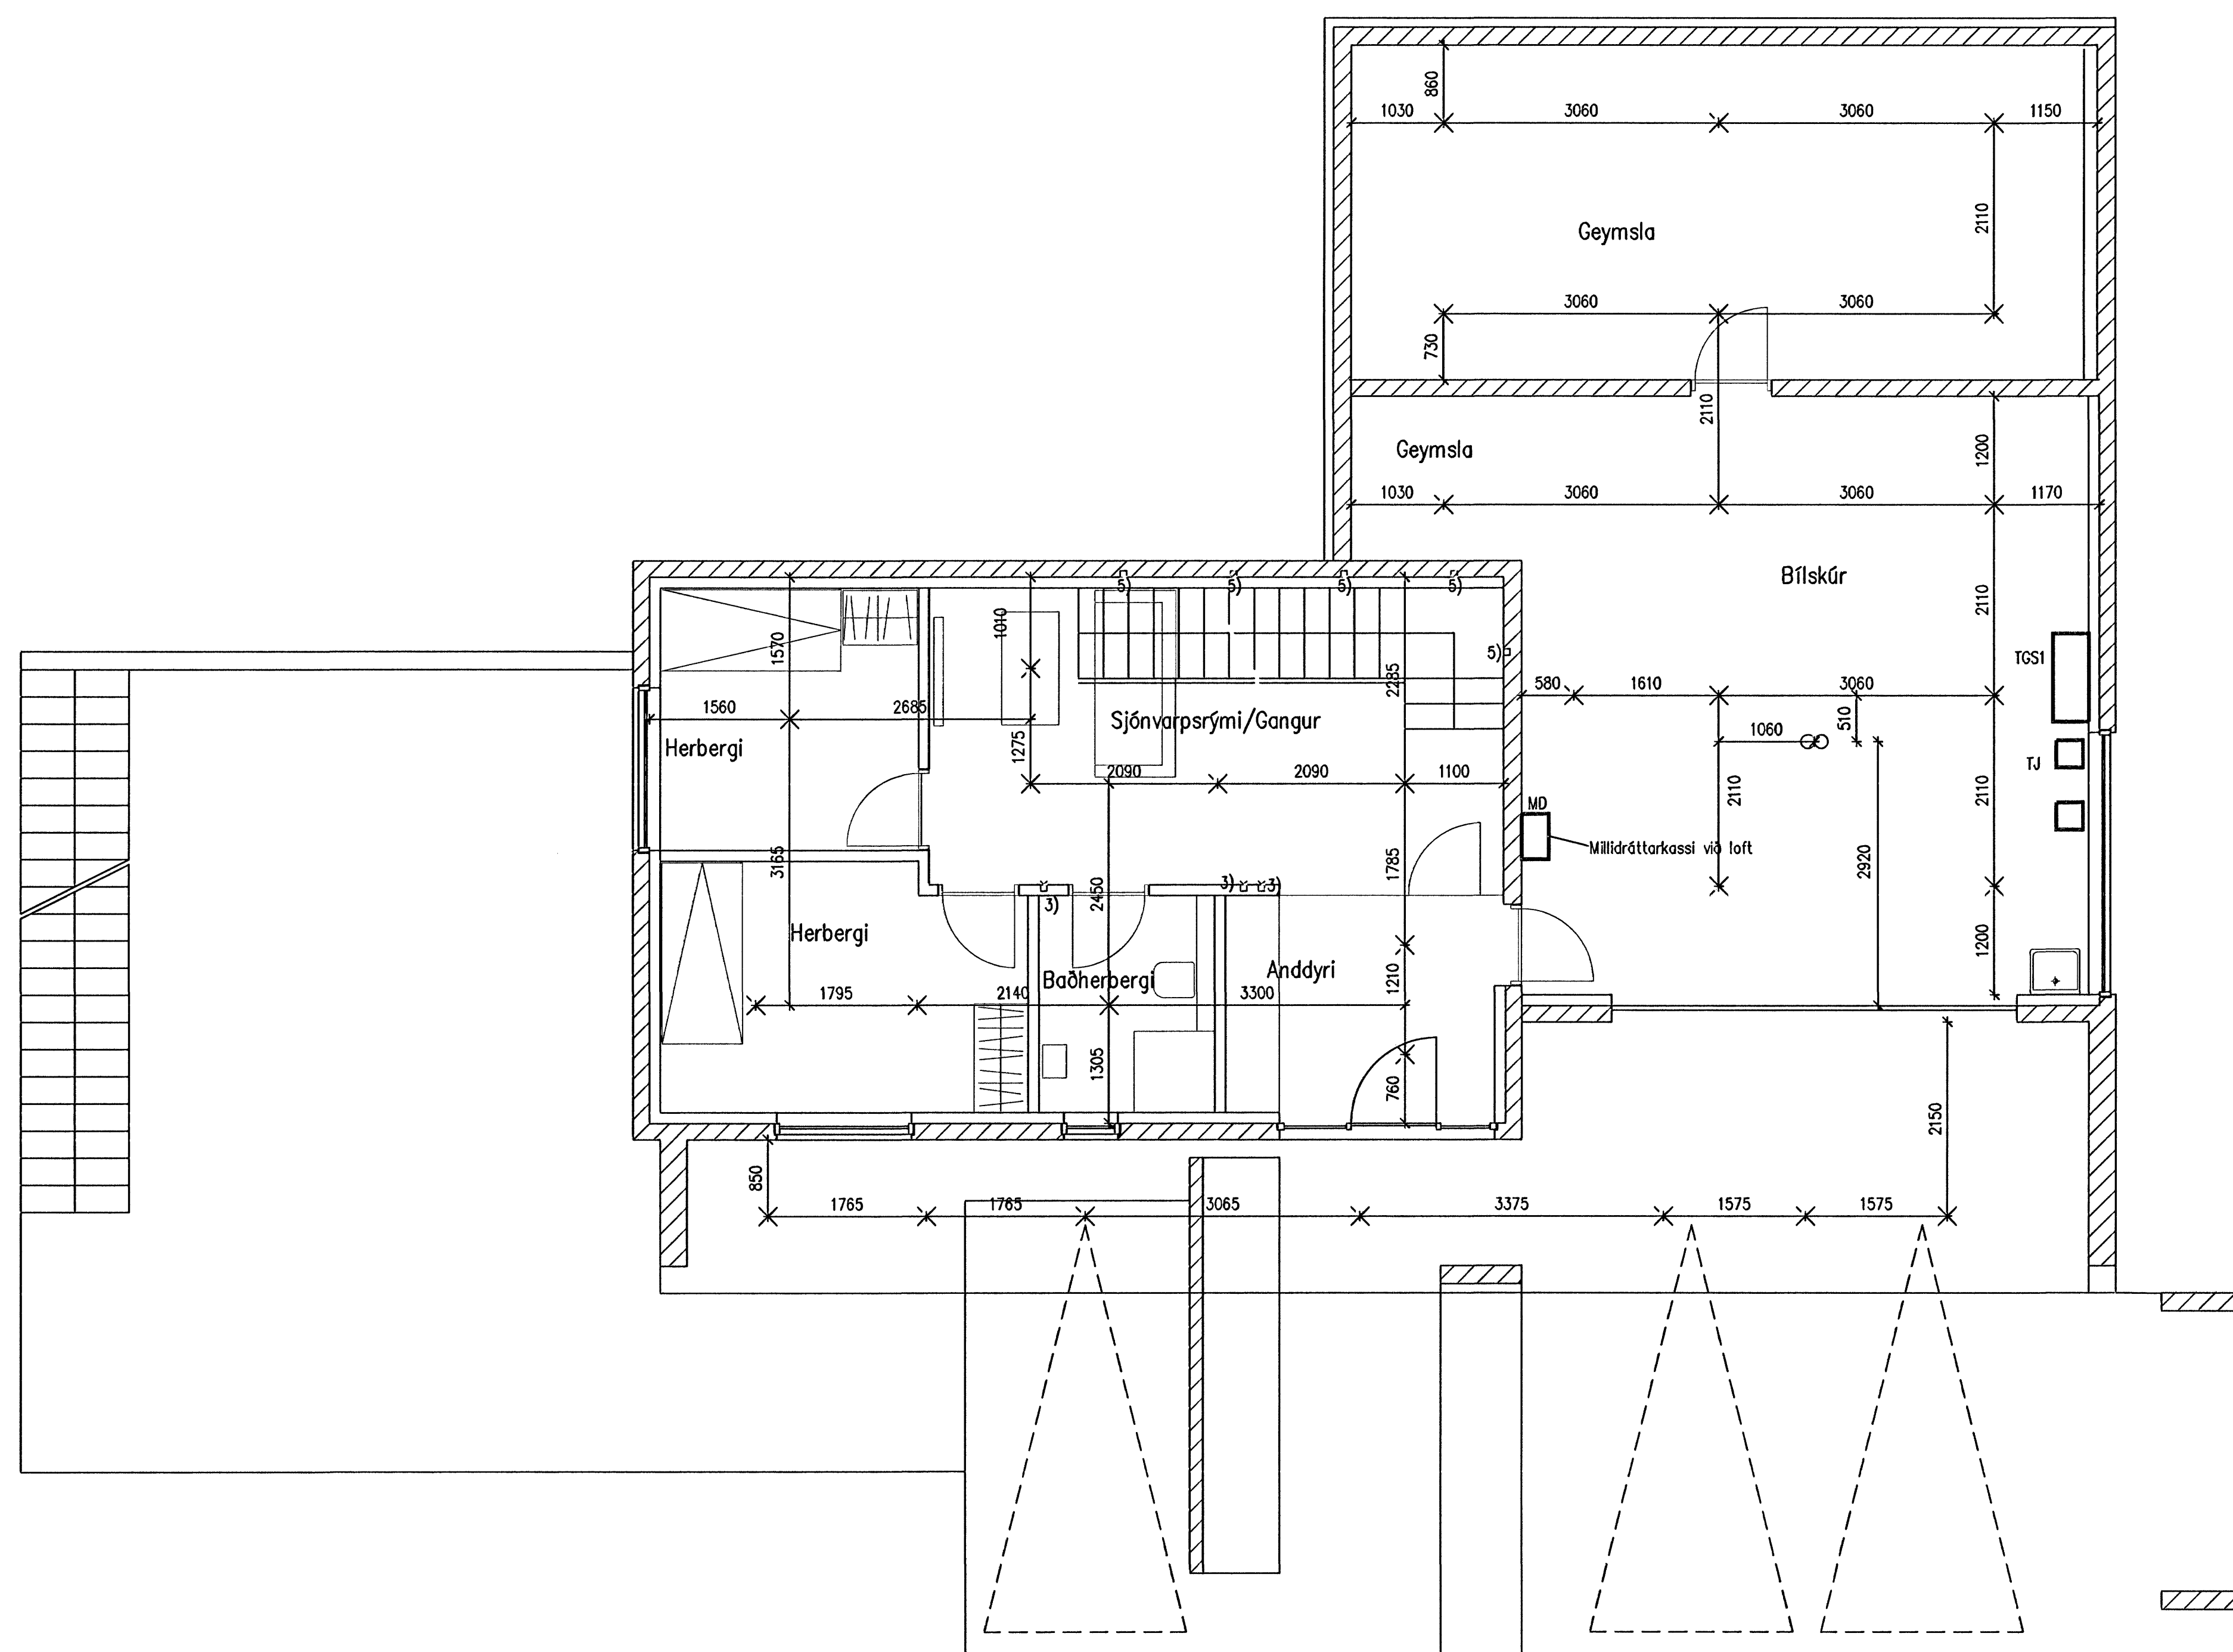 860
1030 3060 3060 1150
2110
Geymsla
3060 3060
730
2110
Geymsla
1200
1030 3060 3060 1170
Bílskúr
2110
5) 5) 5) 5)
1010
1570
2285
5)
TGS1
580 1610 3060
1560 2685
510
Sjónvarpsrými/Gangur
1060
Herbergi
1275
TJ
2090 2090 1100
2110
2110
MD
Millidráttarkassi við loft
3165
1785
2920
2450
3) 3)
3)
Herbergi
1200
Baðherbergi
Anddyri
1210
1795 2140 3300
1305
760
2150
850
1765 1765 3065 3375 1575 1575